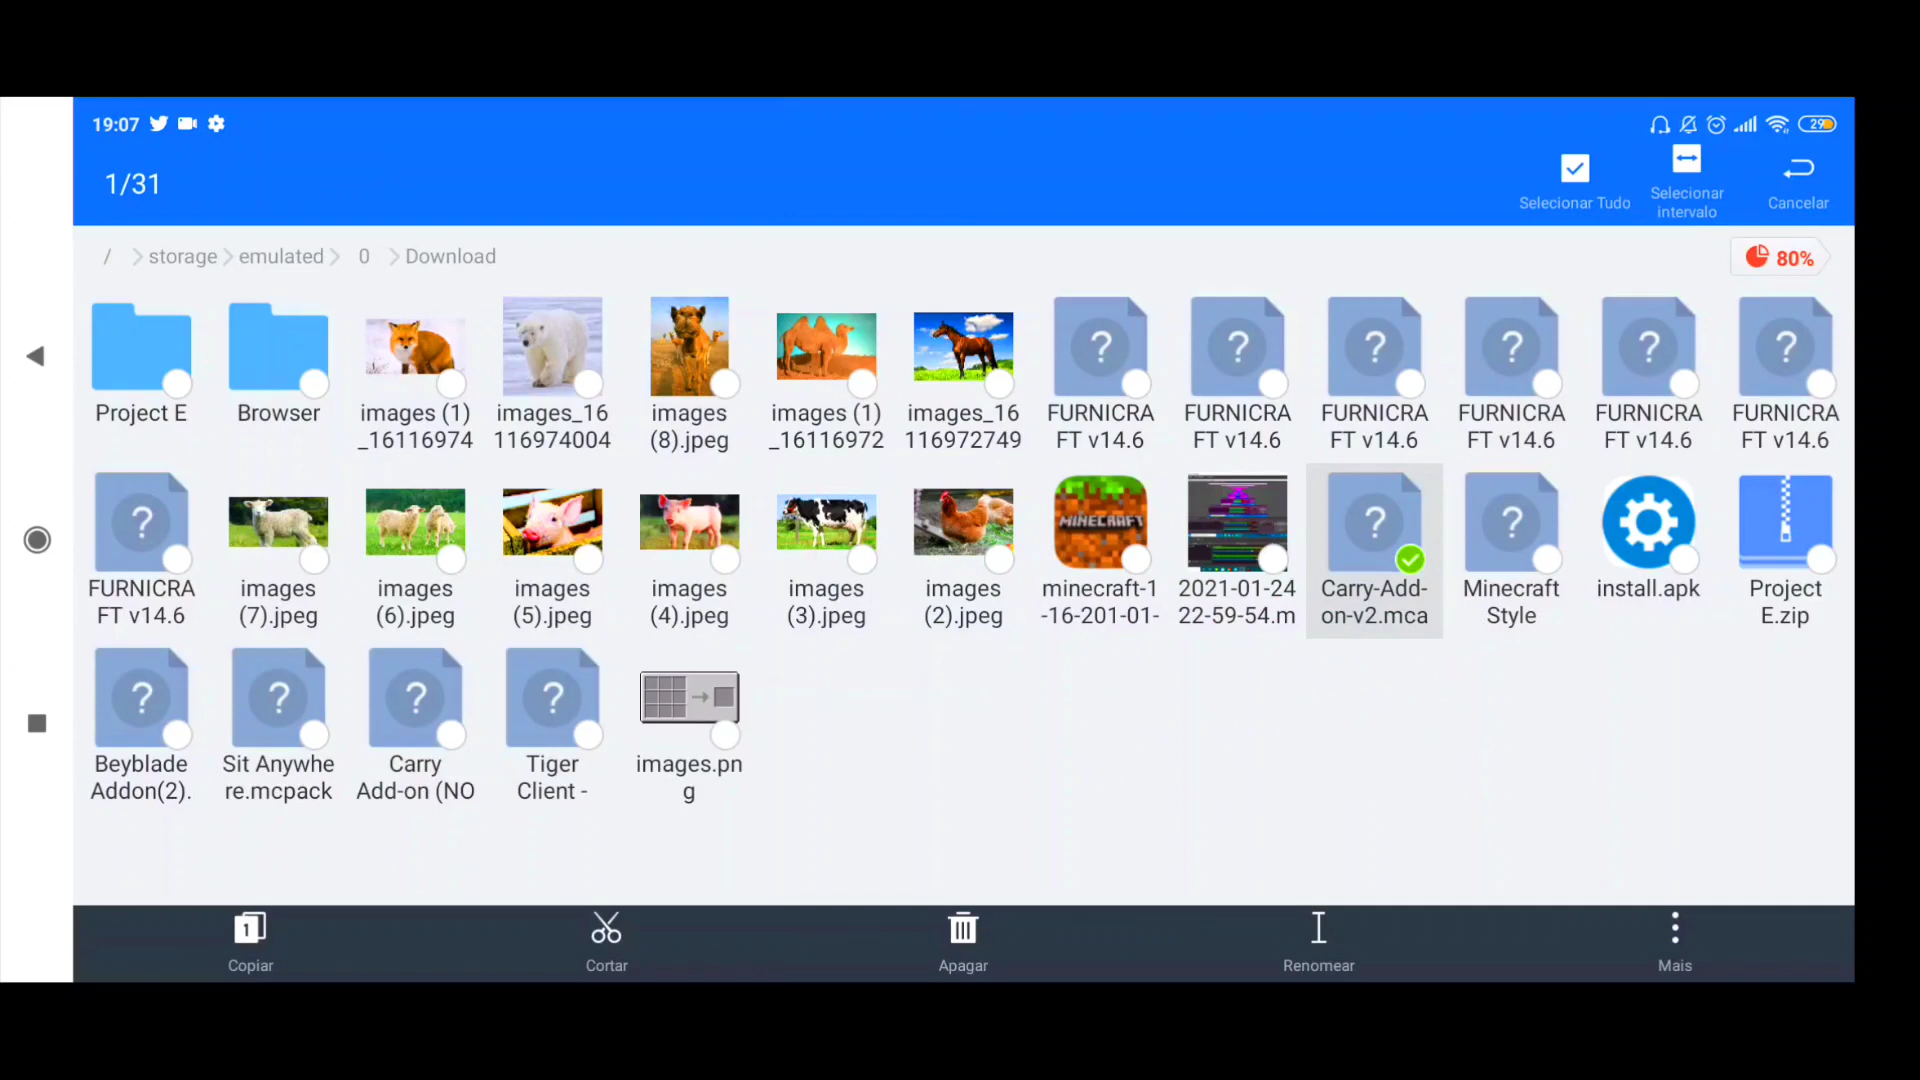 19:07
29
1/31
Selecionar Tudo
Selecionar
intervalo
Cancelar
/ storage emulated 0 Download
80%
Project E
Browser
images (1)
_16116974
images_16
116974004
images
(8).jpeg
images (1)
_16116972
images_16
116972749
FURNICRA
FT v14.6
FURNICRA
FT v14.6
FURNICRA
FT v14.6
FURNICRA
FT v14.6
FURNICRA
FT v14.6
FURNICRA
FT v14.6
FURNICRA
FT v14.6
images
(7).jpeg
images
(6).jpeg
images
(5).jpeg
images
(4).jpeg
images
(3).jpeg
images
(2).jpeg
MINECRAFT
minecraft-1
-16-201-01-
2021-01-24
22-59-54.m
Carry-Add-
on-v2.mca
Minecraft
Style
install.apk
Project
E.zip
Beyblade
Addon(2).
Sit Anywhe
re.mcpack
Carry
Add-on (NO
Tiger
Client -
images.pn
g
1
Copiar
Cortar
Apagar
Renomear
Mais